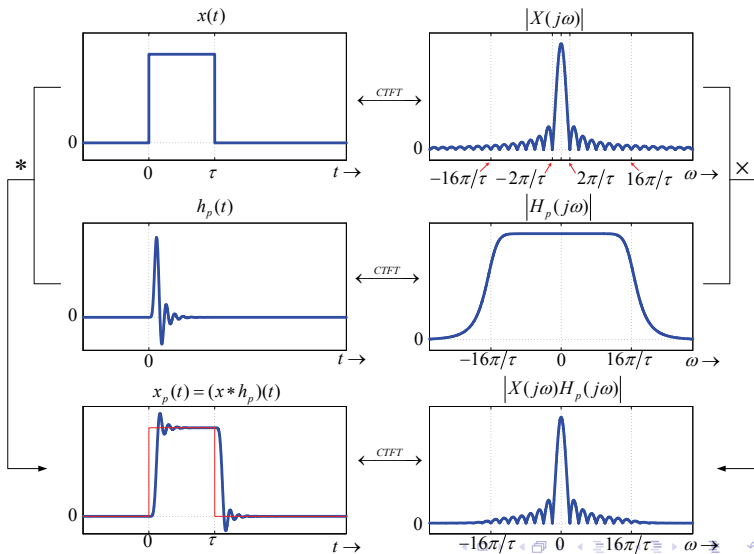 x(t)
|X(jω)|
0
0 τ t →
CTFT
0
−16π/τ −2π/τ 2π/τ 16π/τ ω →
*
×
h_p(t)
|H_p(jω)|
0
0 t →
CTFT
0
−16π/τ 0 16π/τ ω →
x_p(t) = (x * h_p)(t)
|X(jω)H_p(jω)|
0
0 τ t →
CTFT
0
−16π/τ 0 16π/τ ω →